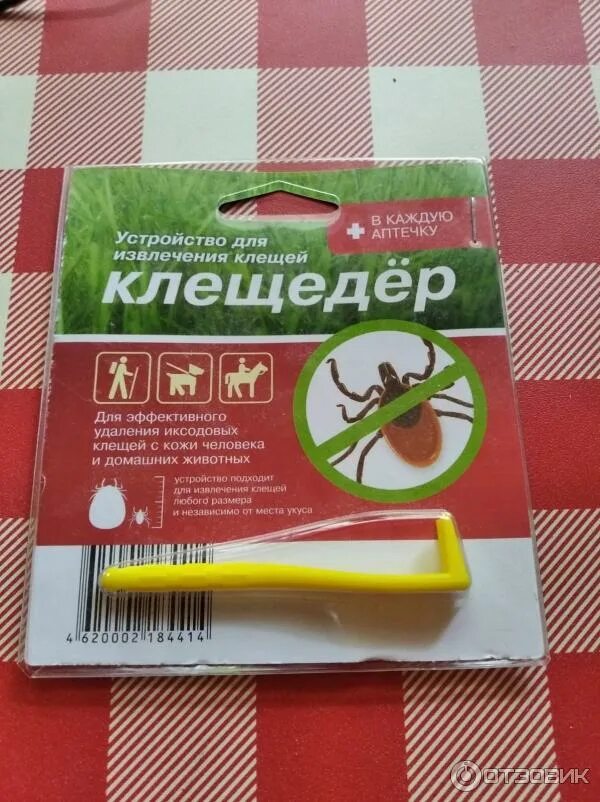 Устройство для
извлечения клещей
клещедёр
+ В КАЖДУЮ
АПТЕЧКУ
Для эффективного
удаления иксодовых
клещей с кожи человека
и домашних животных
устройство подходит
для извлечения клещей
любого размера
и независимо от места укуса
4 620002 184414
ОТЗОВИК